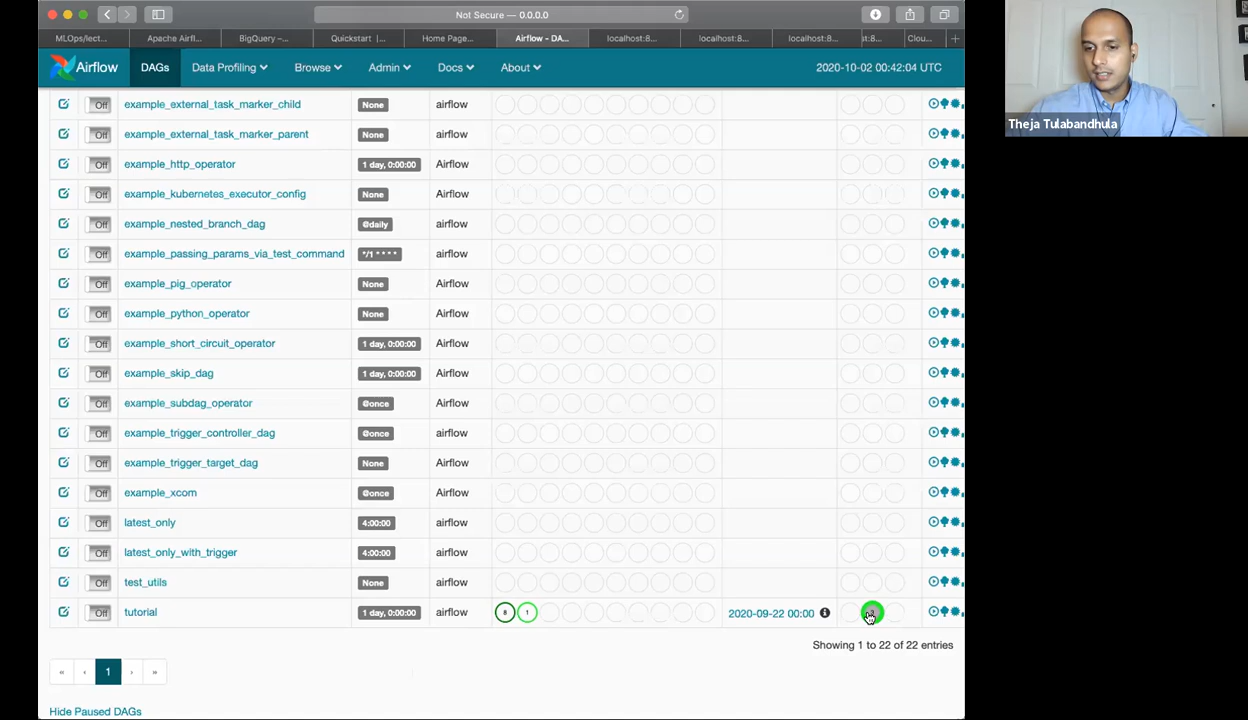 Not Secure — 0.0.0.0
MLOps/lect... Apache Airfl... BigQuery –... Quickstart |... Home Page... Airflow - DA... localhost:8... localhost:8... localhost:8... st:8... Clou... +
Airflow DAGs Data Profiling Browse Admin Docs About 2020-10-02 00:42:04 UTC
Theja Tulabandhula
Off example_external_task_marker_child None airflow
Off example_external_task_marker_parent None airflow
Off example_http_operator 1 day, 0:00:00 Airflow
Off example_kubernetes_executor_config None Airflow
Off example_nested_branch_dag @daily airflow
Off example_passing_params_via_test_command */1 * * * * airflow
Off example_pig_operator None Airflow
Off example_python_operator None Airflow
Off example_short_circuit_operator 1 day, 0:00:00 Airflow
Off example_skip_dag 1 day, 0:00:00 Airflow
Off example_subdag_operator @once Airflow
Off example_trigger_controller_dag @once airflow
Off example_trigger_target_dag None Airflow
Off example_xcom @once Airflow
Off latest_only 4:00:00 airflow
Off latest_only_with_trigger 4:00:00 airflow
Off test_utils None airflow
Off tutorial 1 day, 0:00:00 airflow 8 1 2020-09-22 00:00
Showing 1 to 22 of 22 entries
« ‹ 1 › »
Hide Paused DAGs